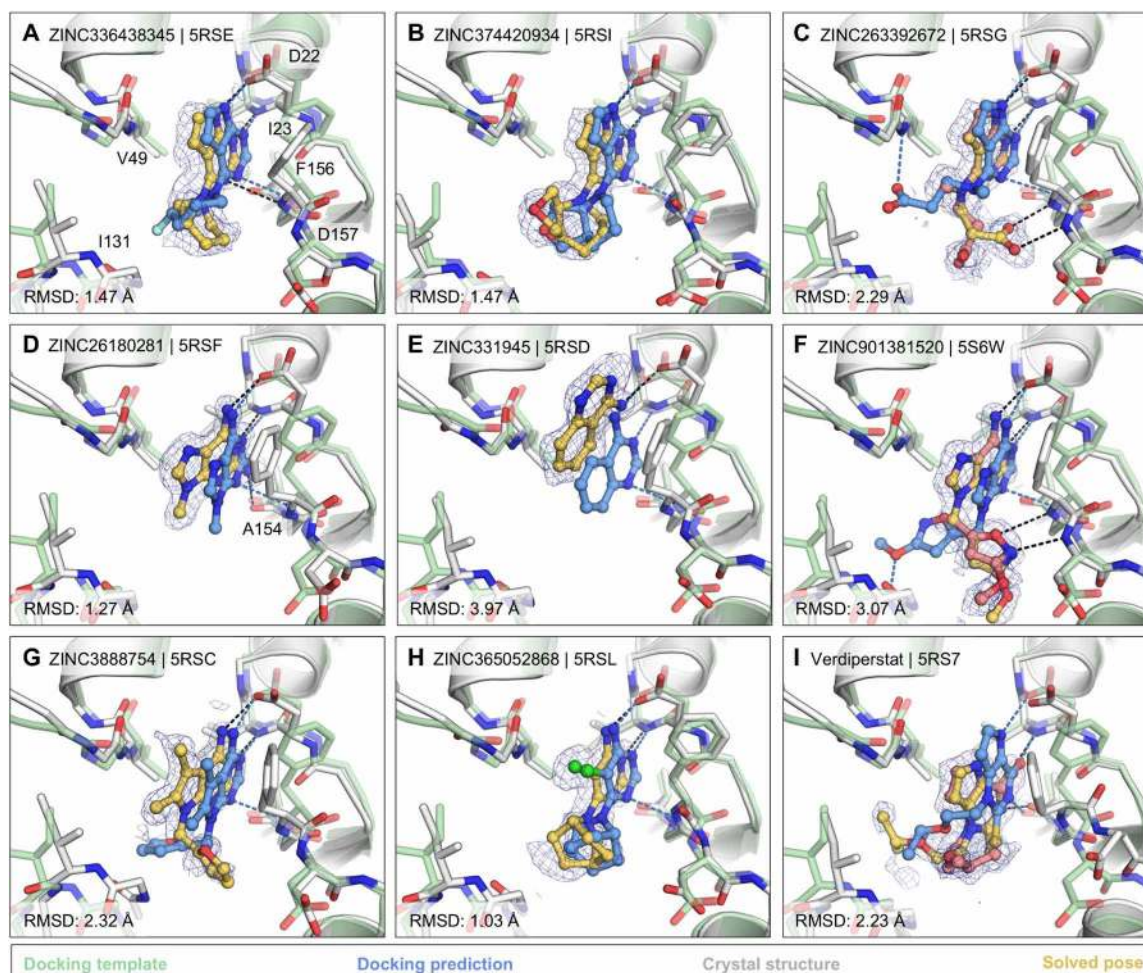 A ZINC336438345 | 5RSE
D22
I23
V49
F156
I131
D157
RMSD: 1.47 Å
B ZINC374420934 | 5RSI
RMSD: 1.47 Å
C ZINC263392672 | 5RSG
RMSD: 2.29 Å
D ZINC26180281 | 5RSF
A154
RMSD: 1.27 Å
E ZINC331945 | 5RSD
RMSD: 3.97 Å
F ZINC901381520 | 5S6W
RMSD: 3.07 Å
G ZINC3888754 | 5RSC
RMSD: 2.32 Å
H ZINC365052868 | 5RSL
RMSD: 1.03 Å
I Verdiperstat | 5RS7
RMSD: 2.23 Å
Docking template Docking prediction Crystal structure Solved pose